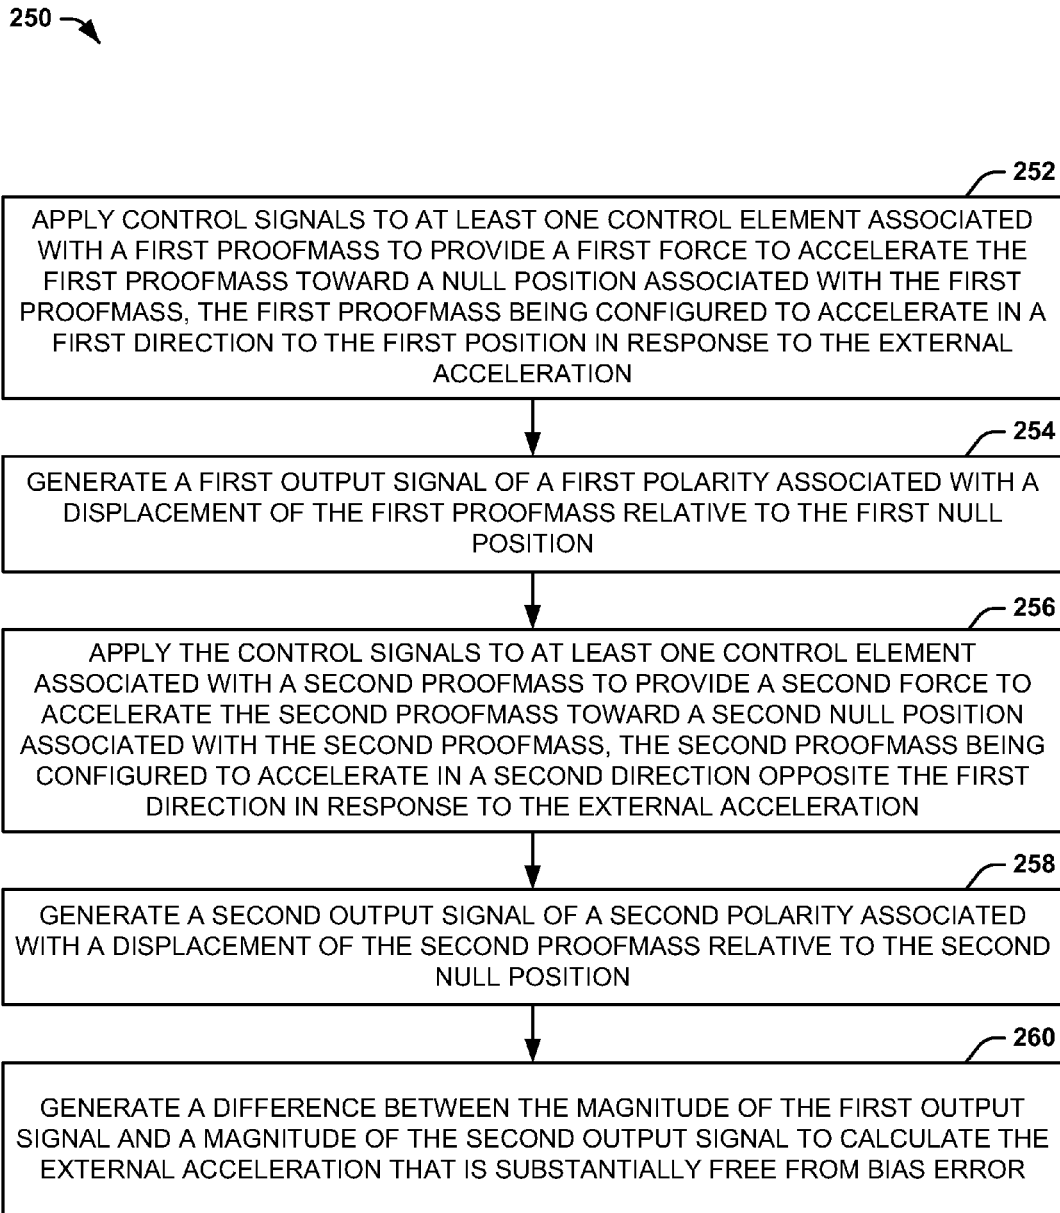 250
252
APPLY CONTROL SIGNALS TO AT LEAST ONE CONTROL ELEMENT ASSOCIATED
WITH A FIRST PROOFMASS TO PROVIDE A FIRST FORCE TO ACCELERATE THE
FIRST PROOFMASS TOWARD A NULL POSITION ASSOCIATED WITH THE FIRST
PROOFMASS, THE FIRST PROOFMASS BEING CONFIGURED TO ACCELERATE IN A
FIRST DIRECTION TO THE FIRST POSITION IN RESPONSE TO THE EXTERNAL
ACCELERATION
254
GENERATE A FIRST OUTPUT SIGNAL OF A FIRST POLARITY ASSOCIATED WITH A
DISPLACEMENT OF THE FIRST PROOFMASS RELATIVE TO THE FIRST NULL
POSITION
256
APPLY THE CONTROL SIGNALS TO AT LEAST ONE CONTROL ELEMENT
ASSOCIATED WITH A SECOND PROOFMASS TO PROVIDE A SECOND FORCE TO
ACCELERATE THE SECOND PROOFMASS TOWARD A SECOND NULL POSITION
ASSOCIATED WITH THE SECOND PROOFMASS, THE SECOND PROOFMASS BEING
CONFIGURED TO ACCELERATE IN A SECOND DIRECTION OPPOSITE THE FIRST
DIRECTION IN RESPONSE TO THE EXTERNAL ACCELERATION
258
GENERATE A SECOND OUTPUT SIGNAL OF A SECOND POLARITY ASSOCIATED
WITH A DISPLACEMENT OF THE SECOND PROOFMASS RELATIVE TO THE SECOND
NULL POSITION
260
GENERATE A DIFFERENCE BETWEEN THE MAGNITUDE OF THE FIRST OUTPUT
SIGNAL AND A MAGNITUDE OF THE SECOND OUTPUT SIGNAL TO CALCULATE THE
EXTERNAL ACCELERATION THAT IS SUBSTANTIALLY FREE FROM BIAS ERROR